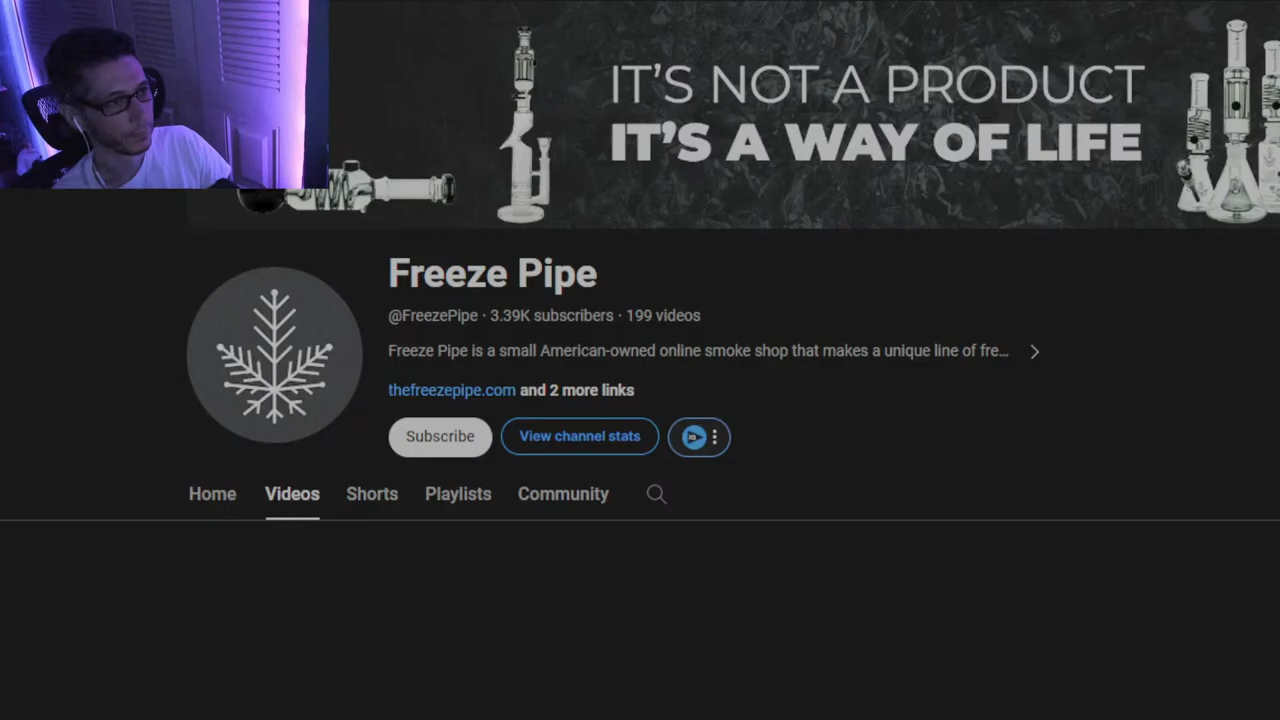 IT'S NOT A PRODUCT
IT'S A WAY OF LIFE
Freeze Pipe
@FreezePipe · 3.39K subscribers · 199 videos
Freeze Pipe is a small American-owned online smoke shop that makes a unique line of fre...
thefreezepipe.com and 2 more links
Subscribe View channel stats
Home Videos Shorts Playlists Community